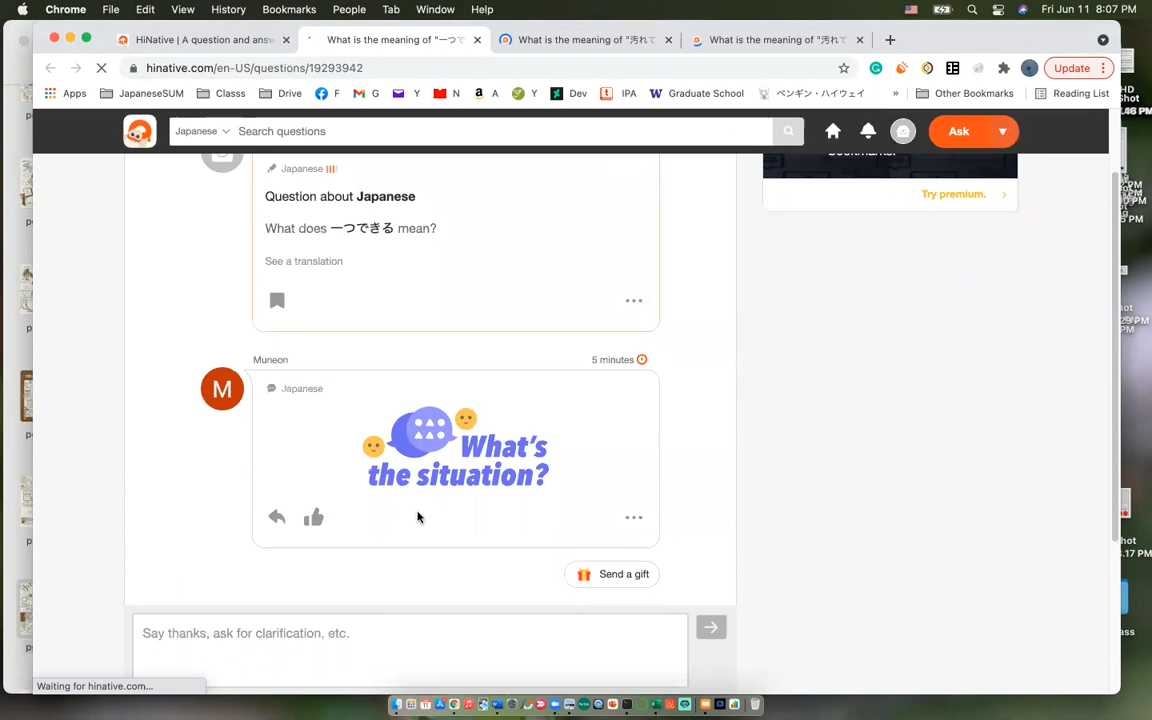 Chrome File Edit View History Bookmarks People Tab Window Help Fri Jun 11 8:07 PM
HiNative | A question and answ What is the meaning of "一つで What is the meaning of "汚れて What is the meaning of "汚れて
hinative.com/en-US/questions/19293942 Update
Apps JapaneseSUM Classs Drive F G Y N A Y Dev IPA Graduate School ペンギン・ハイウェイ » Other Bookmarks Reading List
Japanese Search questions Ask
Japanese
Try premium.
Question about Japanese
What does 一つできる mean?
See a translation
Muneon 5 minutes
M
Japanese
What's
the situation?
Send a gift
Say thanks, ask for clarification, etc.
Waiting for hinative.com...